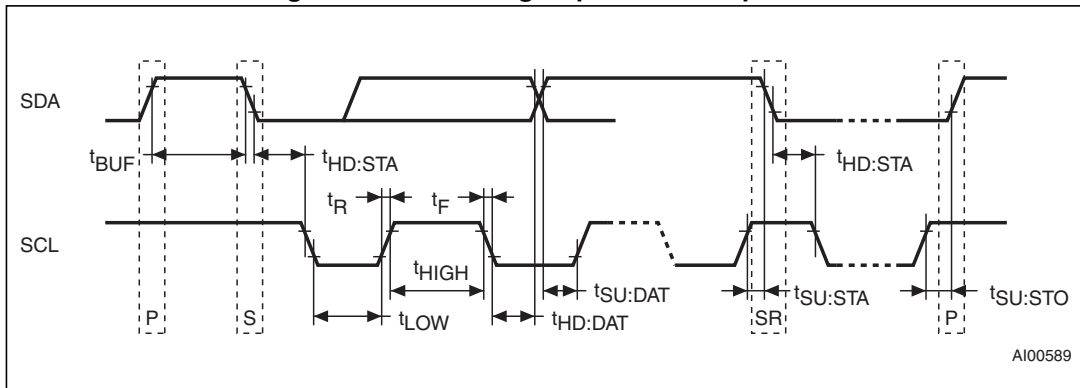 SDA
tBUF
tHD:STA
tHD:STA
tR
tF
SCL
tHIGH
tSU:DAT
tSU:STA
tSU:STO
tLOW
tHD:DAT
P
S
SR
P
AI00589